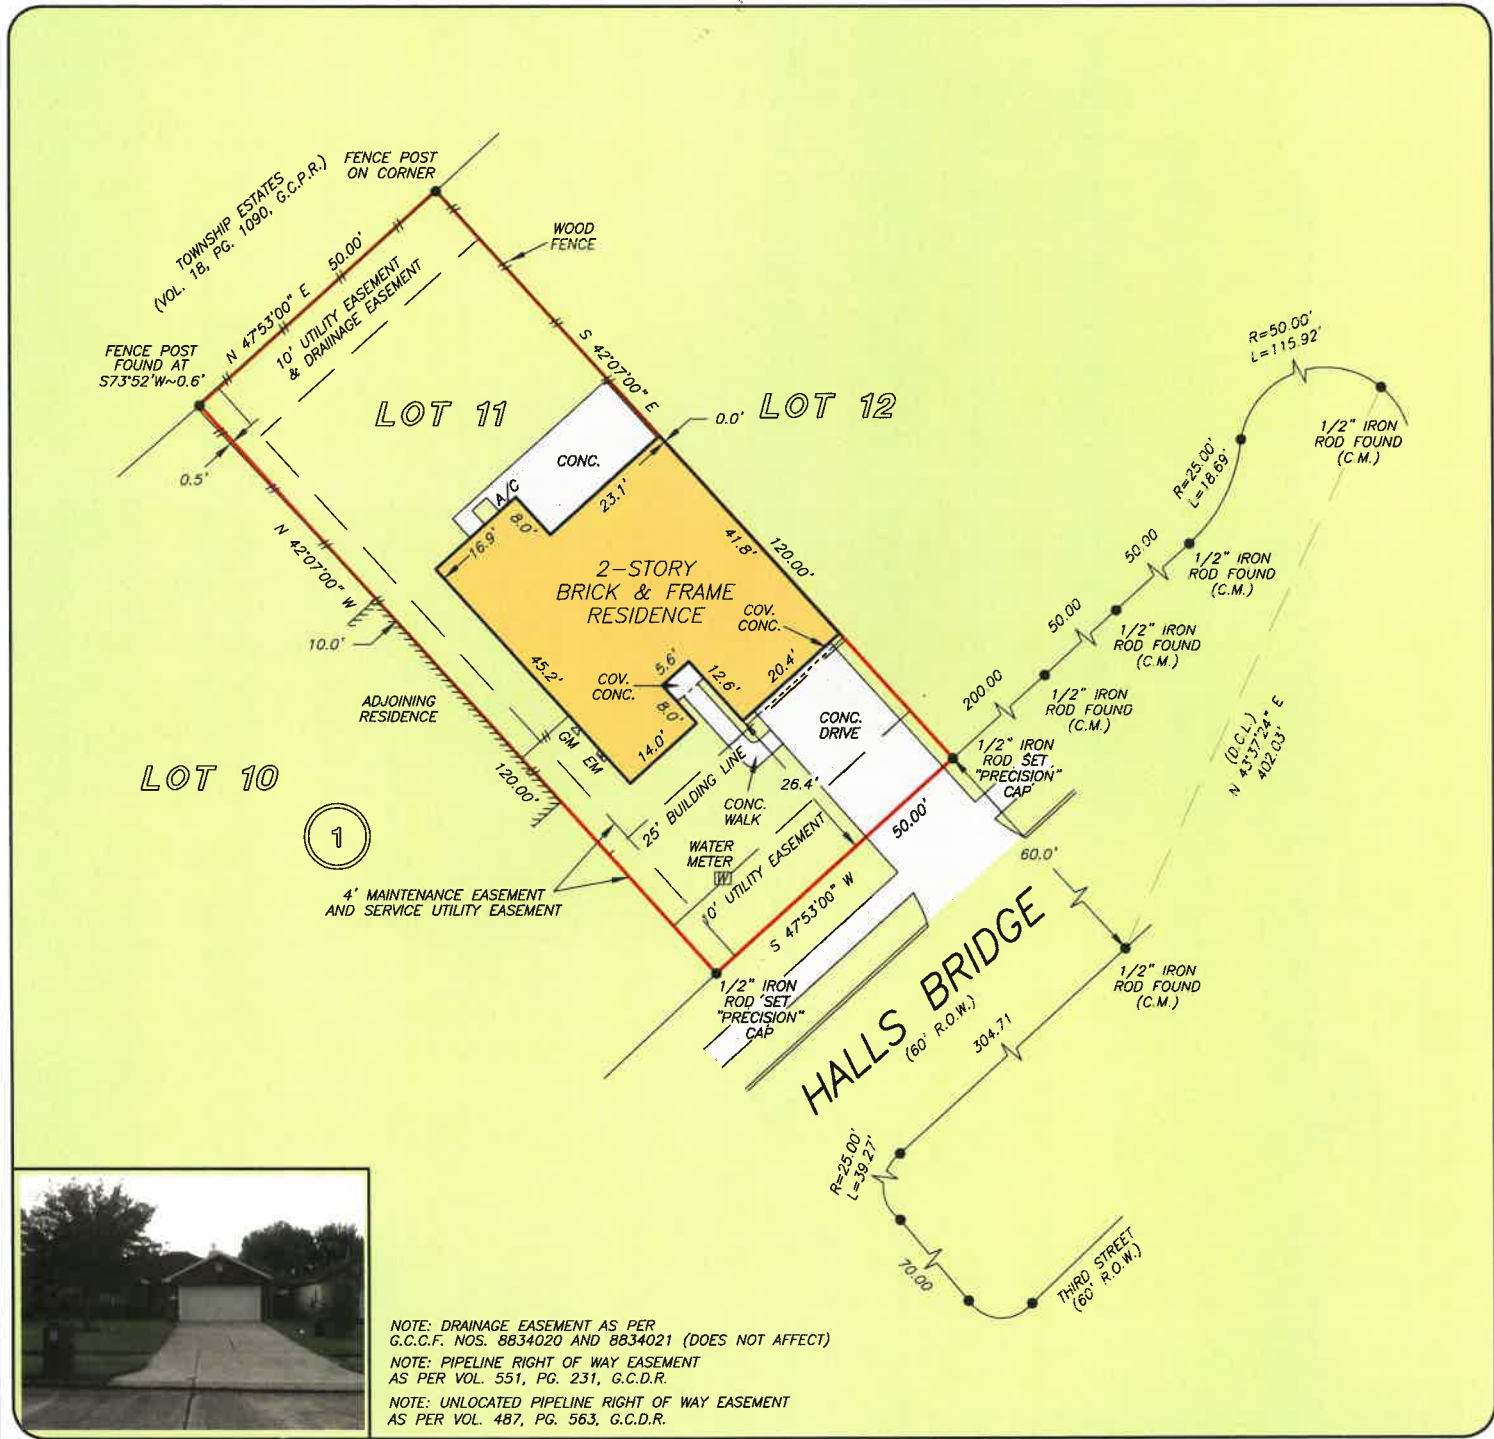 FENCE POST
ON CORNER
TOWNSHIP ESTATES
(VOL. 18, PG. 1090, G.C.P.R.)
WOOD
FENCE
N 47°53'00" E
50.00'
10' UTILITY EASEMENT
& DRAINAGE EASEMENT
FENCE POST
FOUND AT
S73°52'W~0.6'
S 42°07'00" E
LOT 11
LOT 12
0.0'
0.5'
CONC.
A/C
23.1'
8.0'
16.9'
N 42°07'00" W
41.8'
120.00'
2-STORY
BRICK & FRAME
RESIDENCE
COV.
CONC.
10.0'
45.2'
5.6'
12.6'
20.4'
COV.
CONC.
8.0'
14.0'
ADJOINING
RESIDENCE
CONC.
DRIVE
GM
EM
120.00'
LOT 10
1
25' BUILDING LINE
26.4'
CONC.
WALK
WATER
METER
W
10' UTILITY EASEMENT
50.00'
S 47°53'00" W
4' MAINTENANCE EASEMENT
AND SERVICE UTILITY EASEMENT
1/2" IRON
ROD SET
"PRECISION"
CAP
1/2" IRON
ROD SET
"PRECISION"
CAP
R=50.00'
L=115.92'
1/2" IRON
ROD FOUND
(C.M.)
R=25.00'
L=18.69'
50.00
1/2" IRON
ROD FOUND
(C.M.)
50.00
1/2" IRON
ROD FOUND
(C.M.)
200.00
1/2" IRON
ROD FOUND
(C.M.)
(D.C.L.)
N 43°37'24" E
402.03'
60.0'
HALLS BRIDGE
(60' R.O.W.)
1/2" IRON
ROD FOUND
(C.M.)
304.71
R=25.00'
L=39.27'
70.00
THIRD STREET
(60' R.O.W.)
NOTE: DRAINAGE EASEMENT AS PER
G.C.C.F. NOS. 8834020 AND 8834021 (DOES NOT AFFECT)
NOTE: PIPELINE RIGHT OF WAY EASEMENT
AS PER VOL. 551, PG. 231, G.C.D.R.
NOTE: UNLOCATED PIPELINE RIGHT OF WAY EASEMENT
AS PER VOL. 487, PG. 563, G.C.D.R.